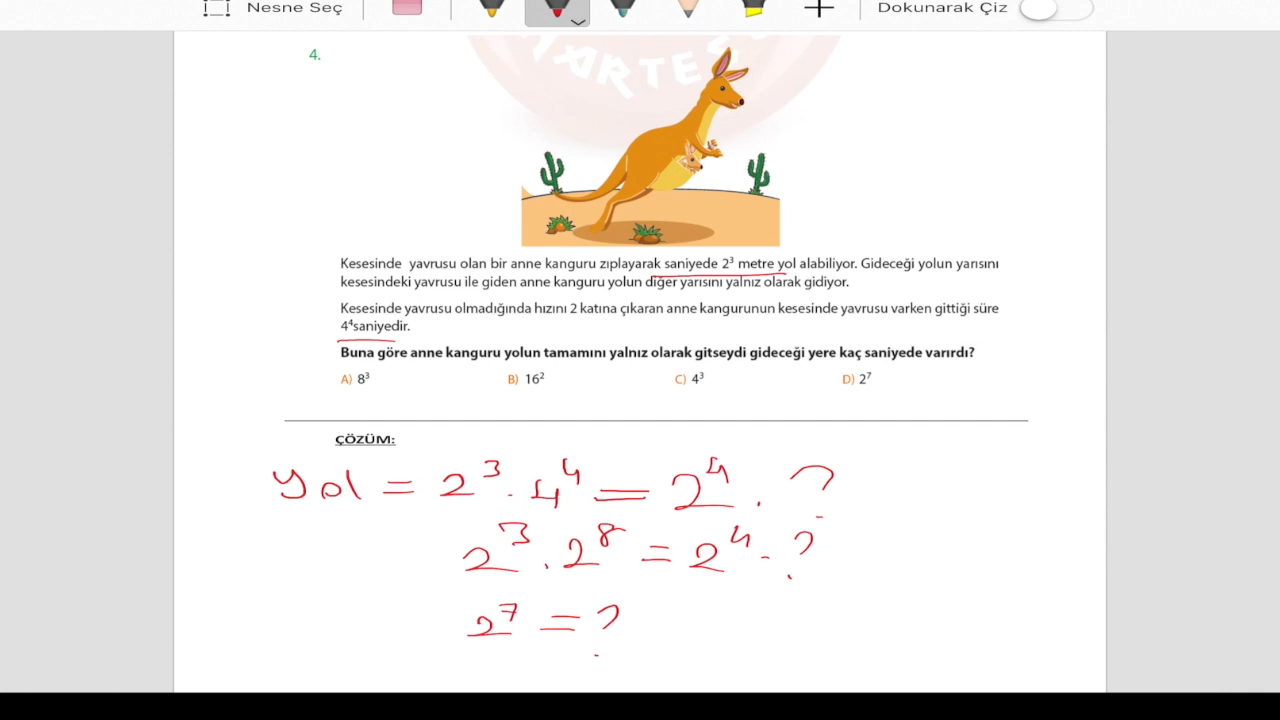 Nesne Seç
Dokunarak Çiz
MARTES
4.
Kesesinde yavrusu olan bir anne kanguru zıplayarak saniyede 2³ metre yol alabiliyor. Gideceği yolun yarısını
kesesindeki yavrusu ile giden anne kanguru yolun diğer yarısını yalnız olarak gidiyor.
Kesesinde yavrusu olmadığında hızını 2 katına çıkaran anne kangurunun kesesinde yavrusu varken gittiği süre
4⁴saniyedir.
Buna göre anne kanguru yolun tamamını yalnız olarak gitseydi gideceği yere kaç saniyede varırdı?
A) 8³ B) 16² C) 4³ D) 2⁷
ÇÖZÜM:
Yol = 2³ . 4⁴ = 2⁴ . ?
2³ . 2⁸ = 2⁴ . ?
2⁷ = ?